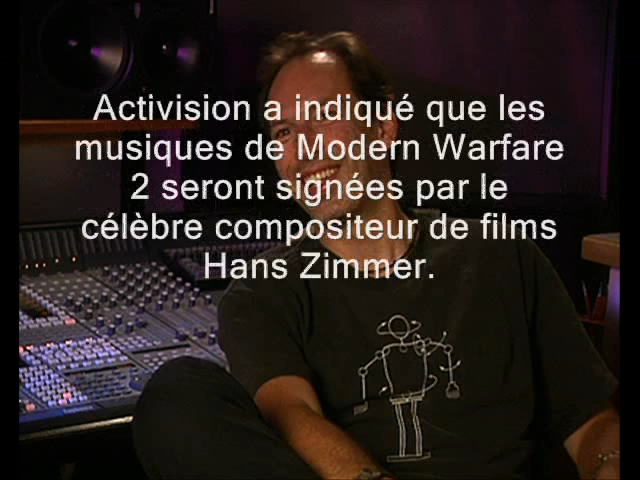 Activision a indiqué que les
musiques de Modern Warfare
2 seront signées par le
célèbre compositeur de films
Hans Zimmer.